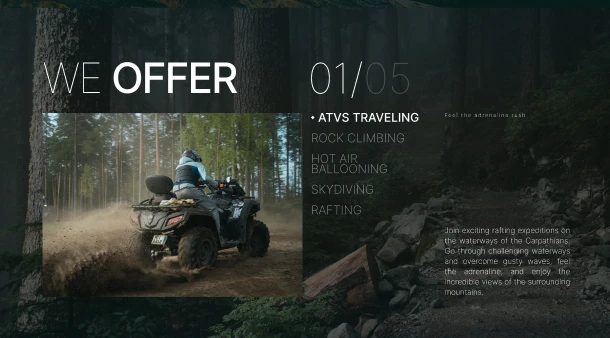 WE OFFER
01/05
• ATVS TRAVELING
ROCK CLIMBING
HOT AIR
BALLOONING
SKYDIVING
RAFTING
Feel the adrenaline rush
Join exciting rafting expeditions on
the waterways of the Carpathians.
Go through challenging waterways
and overcome gusty waves, feel
the adrenaline, and enjoy the
incredible views of the surrounding
mountains.